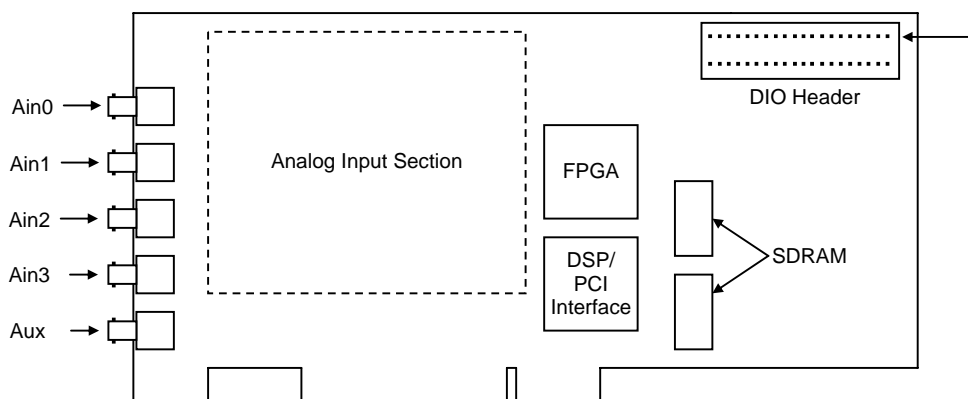 DIO Header
Ain0
Ain1
Analog Input Section
FPGA
Ain2
SDRAM
Ain3
DSP/
PCI
Interface
Aux